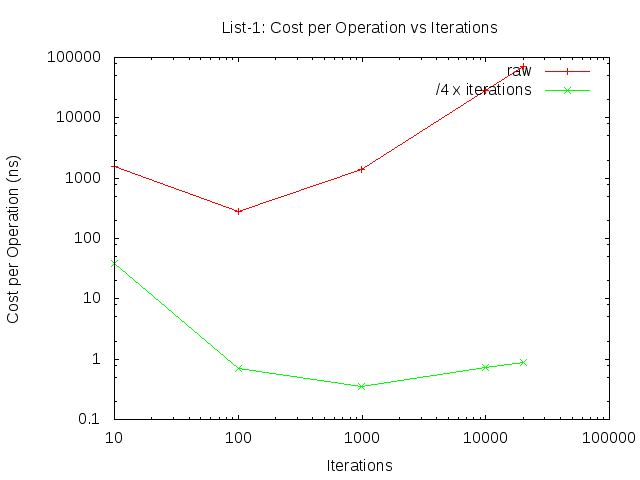 List-1: Cost per Operation vs Iterations
100000
10000
1000
100
10
1
0.1
Cost per Operation (ns)
raw
/4 x iterations
10
100
1000
10000
100000
Iterations